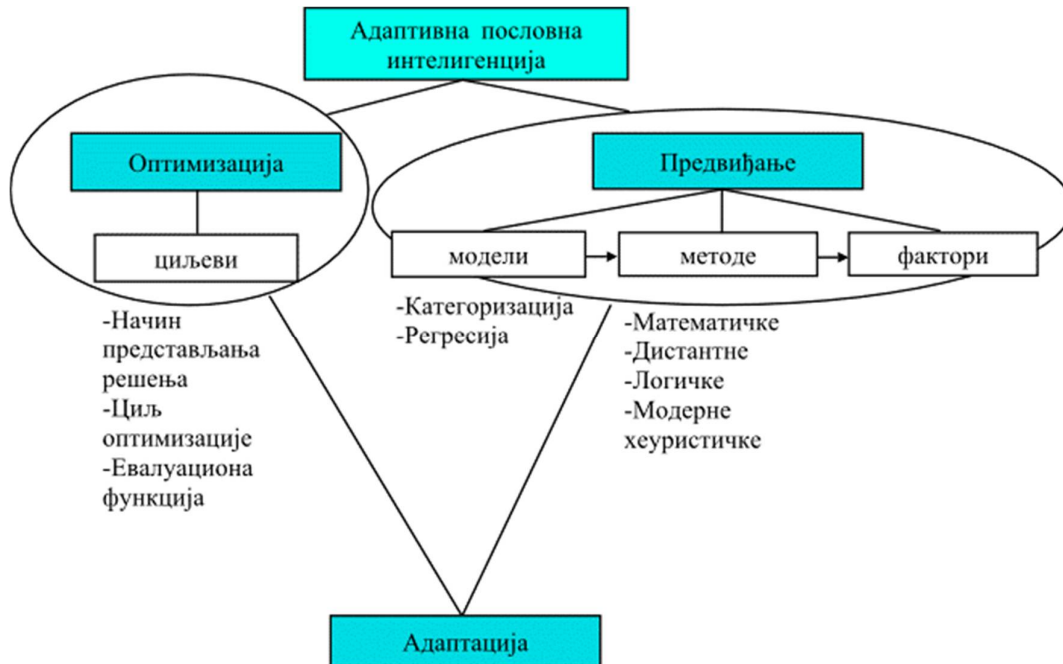 Адаптивна пословна
интелигенција
Оптимизација
Предвиђање
циљеви
модели
методе
фактори
-Начин
представљања
решења
-Циљ
оптимизације
-Евалуациона
функција
-Категоризација
-Регресија
-Математичке
-Дистантне
-Логичке
-Модерне
хеуристичке
Адаптација